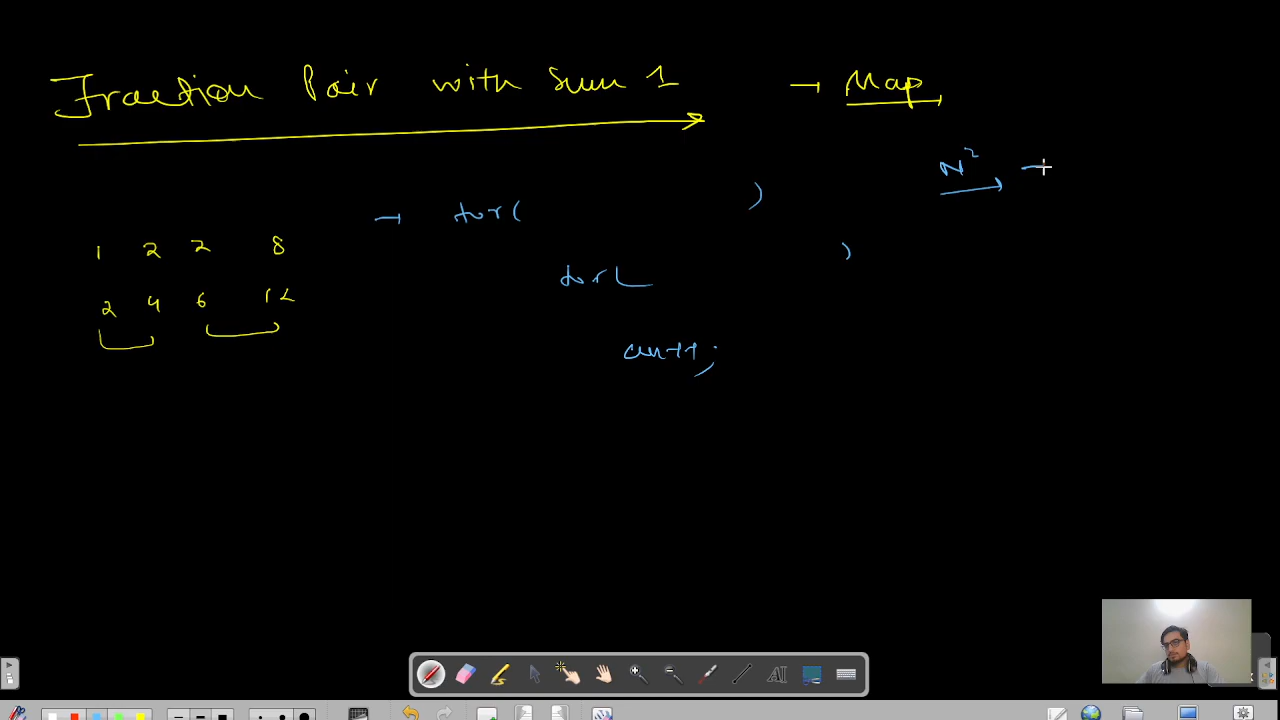 Fraction Pair with Sum 1 → Map
N² →
→ for( )
1 2 2 8
for( )
2 4 6 12
cnt++;